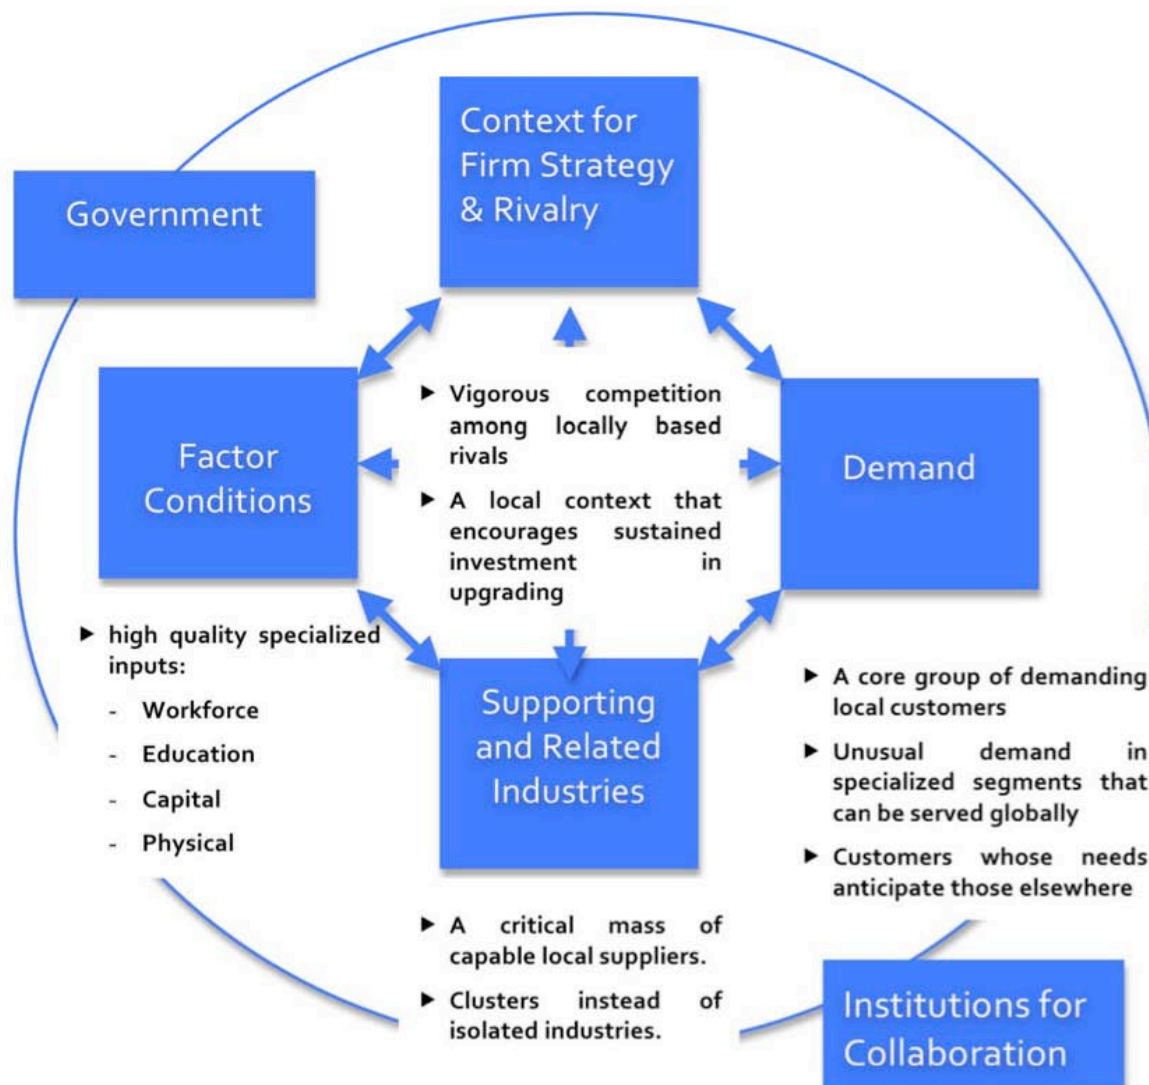 Context for
Firm Strategy
& Rivalry
Government
Factor
Conditions
▶ Vigorous competition
among locally based
rivals
▶ A local context that
encourages sustained
investment in
upgrading
Demand
▶ high quality specialized
inputs:
- Workforce
- Education
- Capital
- Physical
Supporting
and Related
Industries
▶ A core group of demanding
local customers
▶ Unusual demand in
specialized segments that
can be served globally
▶ Customers whose needs
anticipate those elsewhere
▶ A critical mass of
capable local suppliers.
▶ Clusters instead of
isolated industries.
Institutions for
Collaboration